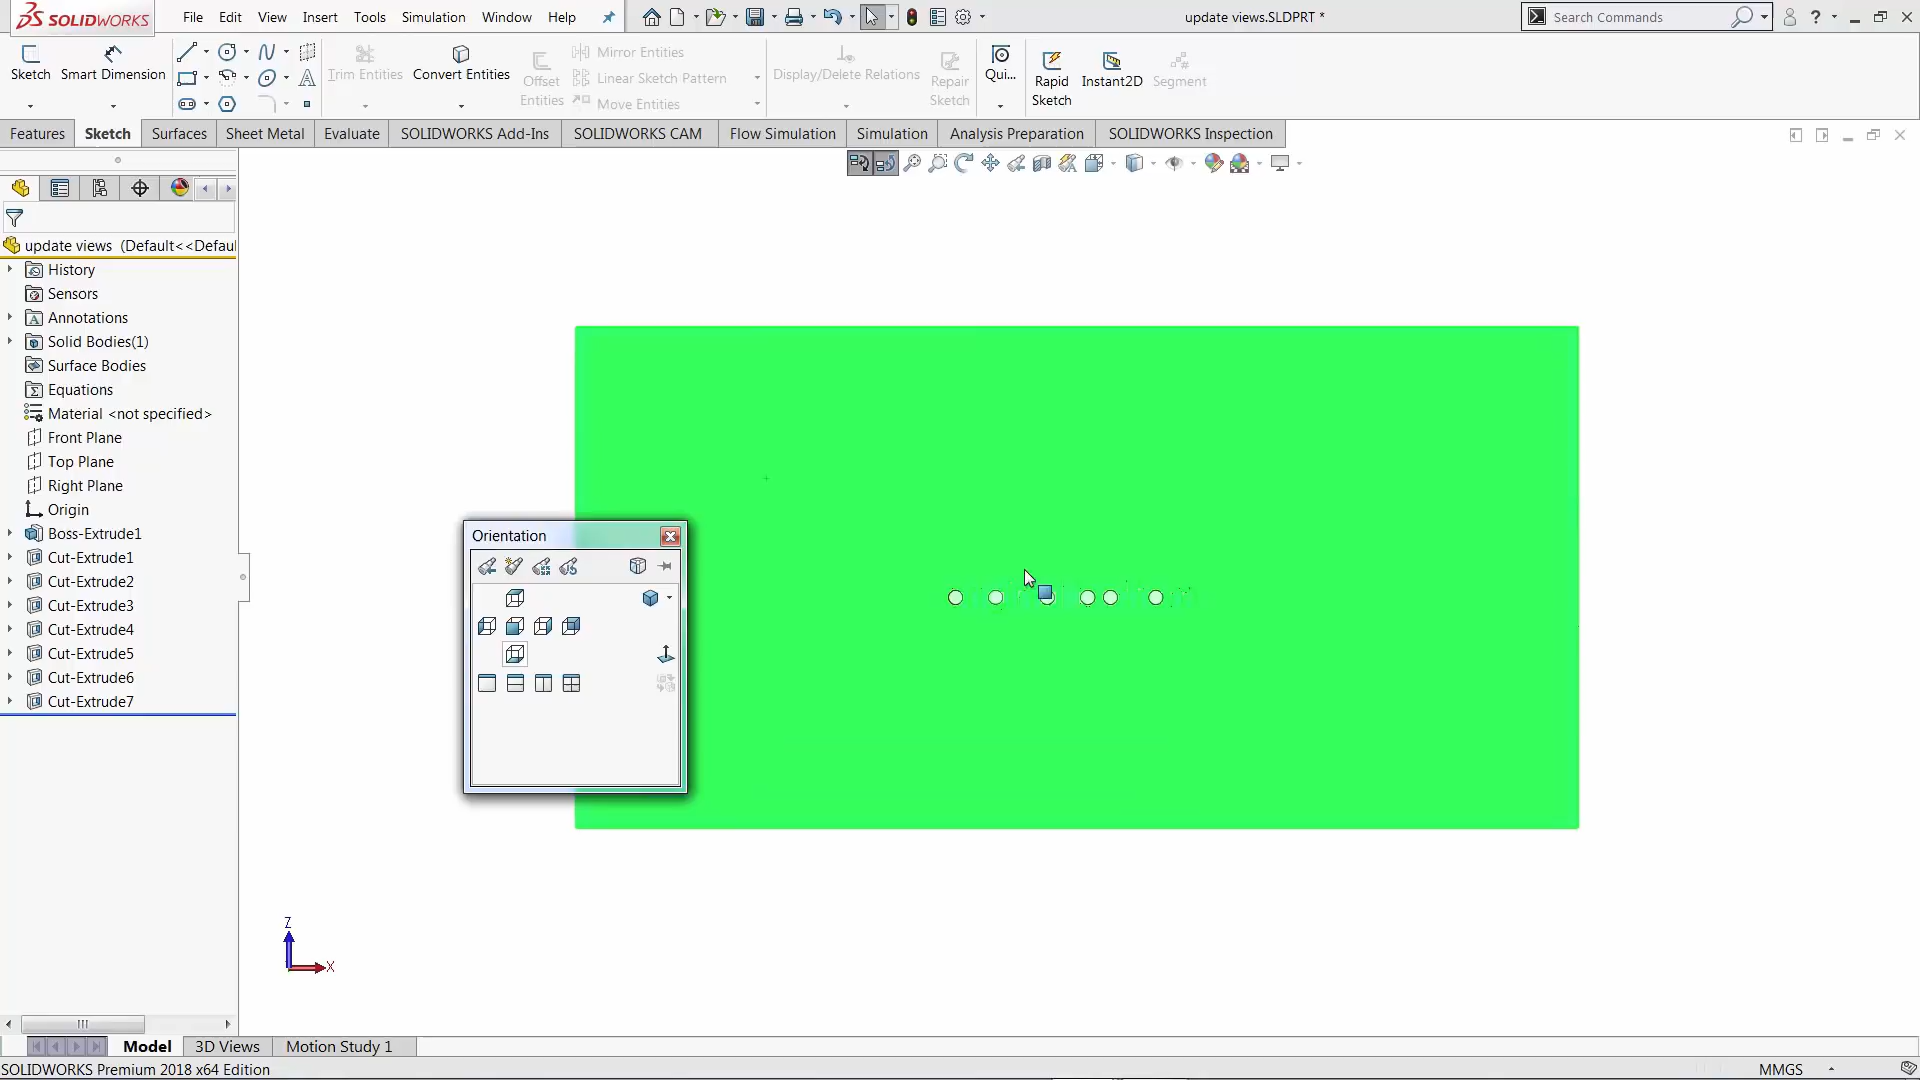 SOLIDWORKS File Edit View Insert Tools Simulation Window Help update views.SLDPRT * Search Commands ?
Sketch Smart Dimension Trim Entities Convert Entities Offset Entities Mirror Entities Linear Sketch Pattern Move Entities Display/Delete Relations Repair Sketch Qui... Rapid Sketch Instant2D Segment
Features Sketch Surfaces Sheet Metal Evaluate SOLIDWORKS Add-Ins SOLIDWORKS CAM Flow Simulation Simulation Analysis Preparation SOLIDWORKS Inspection
update views (Default<<Defaul
History
Sensors
Annotations
Solid Bodies(1)
Surface Bodies
Equations
Material <not specified>
Front Plane
Top Plane
Right Plane
Origin
Boss-Extrude1
Cut-Extrude1
Cut-Extrude2
Cut-Extrude3
Cut-Extrude4
Cut-Extrude5
Cut-Extrude6
Cut-Extrude7
Orientation
Z
X
Model 3D Views Motion Study 1
SOLIDWORKS Premium 2018 x64 Edition MMGS